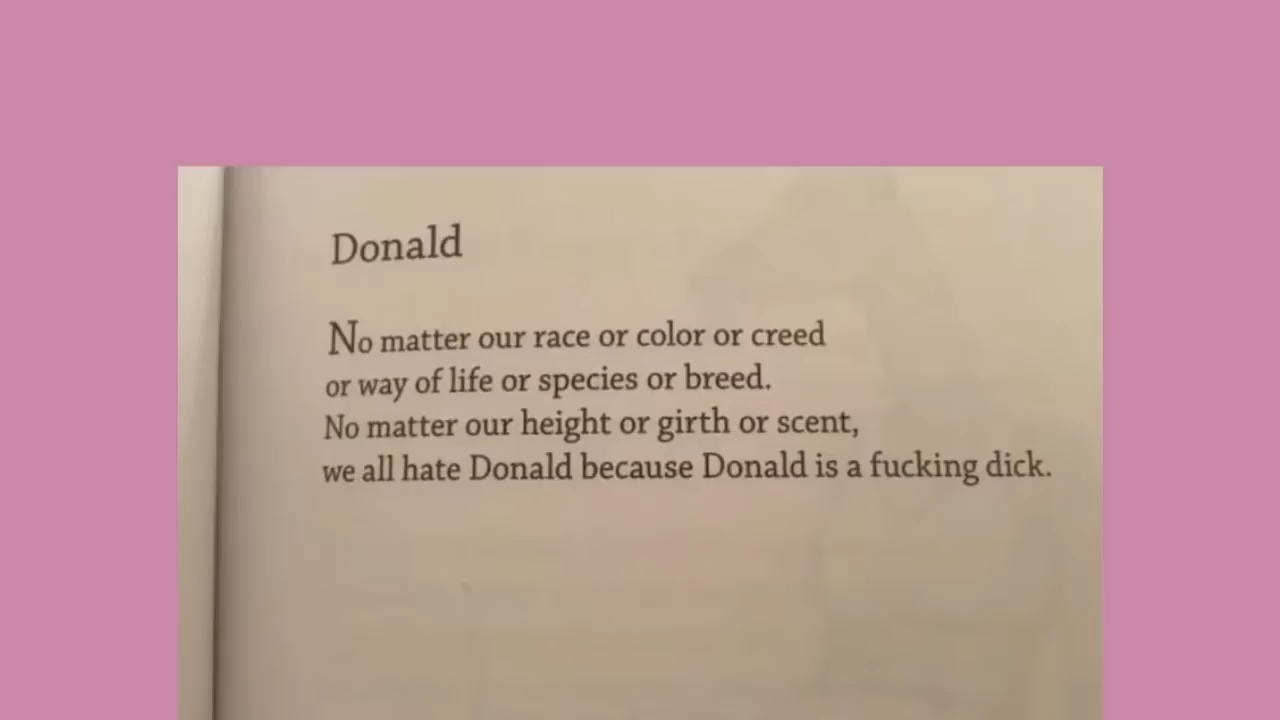 Donald
No matter our race or color or creed
or way of life or species or breed.
No matter our height or girth or scent,
we all hate Donald because Donald is a fucking dick.